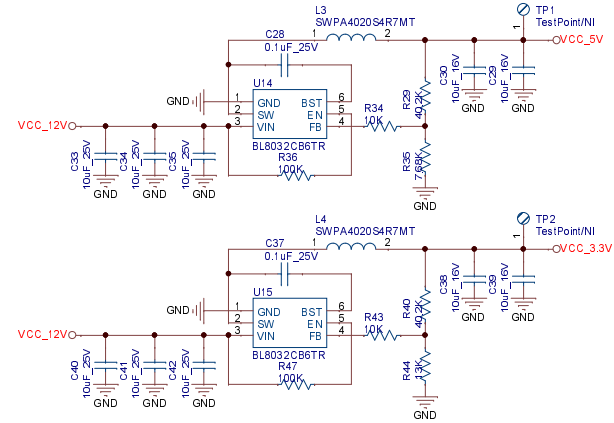 L3
SWPA4020S4R7MT
TP1
TestPoint/NI
C28
0.1uF_25V
1
2
1
VCC_5V
U14
GND
1
GND
BST
6
2
SW
EN
5
3
VIN
FB
4
BL8032CB6TR
VCC_12V
R34
10K
R29
40.2K
C30
10uF_16V
C29
10uF_16V
GND
GND
C33
10uF_25V
C34
10uF_25V
C35
10uF_25V
GND
GND
GND
R36
100K
R35
7.68K
GND
L4
SWPA4020S4R7MT
TP2
TestPoint/NI
C37
0.1uF_25V
1
2
1
VCC_3.3V
U15
GND
1
GND
BST
6
2
SW
EN
5
3
VIN
FB
4
BL8032CB6TR
VCC_12V
R43
10K
R40
40.2K
C38
10uF_16V
C39
10uF_16V
GND
GND
C40
10uF_25V
C41
10uF_25V
C42
10uF_25V
GND
GND
GND
R47
100K
R44
13K
GND